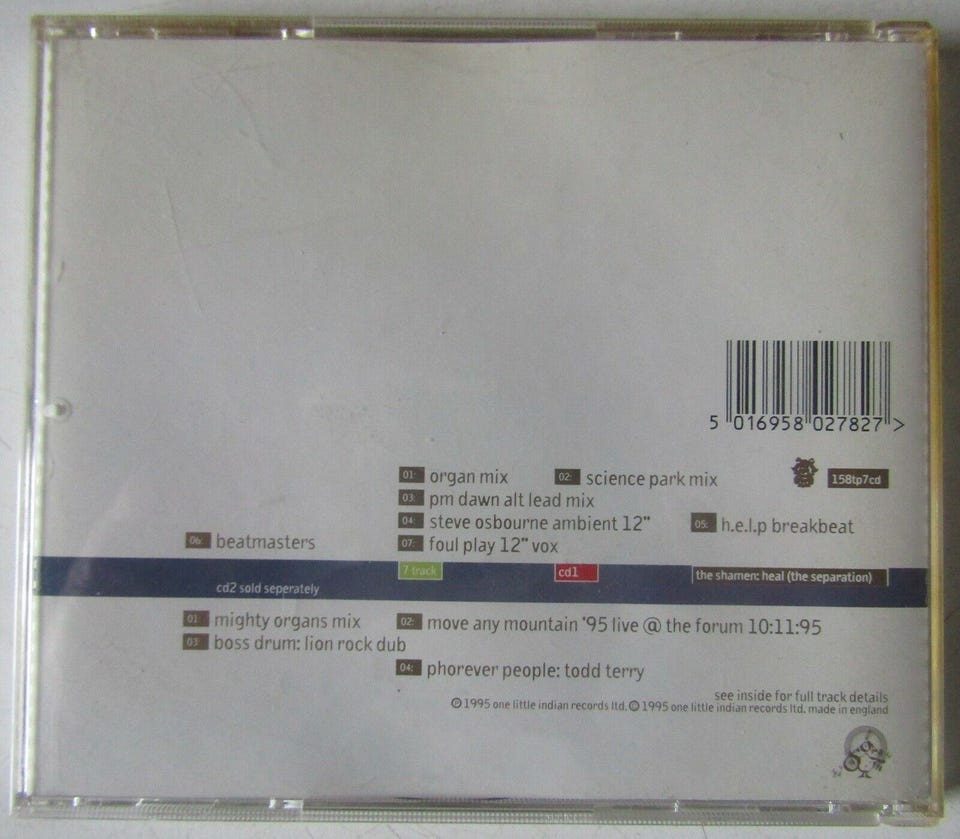 5 016958 027827 >
01: organ mix 02: science park mix
158tp7cd
03: pm dawn alt lead mix
04: steve osbourne ambient 12" 05: h.e.l.p breakbeat
06: beatmasters 07: foul play 12" vox
7 track cd1 the shamen: heal (the separation)
cd2 sold seperately
01: mighty organs mix 02: move any mountain '95 live @ the forum 10:11:95
03: boss drum: lion rock dub
04: phorever people: todd terry
see inside for full track details
℗ 1995 one little indian records ltd. © 1995 one little indian records ltd. made in england